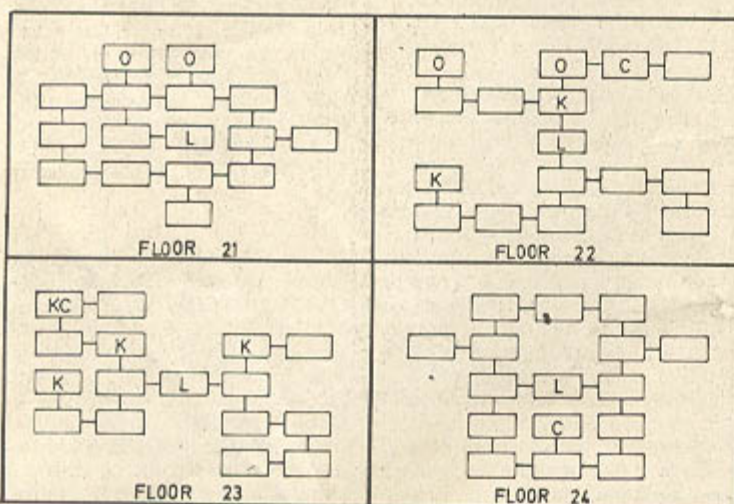 O O
L
FLOOR 21
O O C
K
L
K
FLOOR 22
KC
K K
K L
FLOOR 23
L
C
FLOOR 24